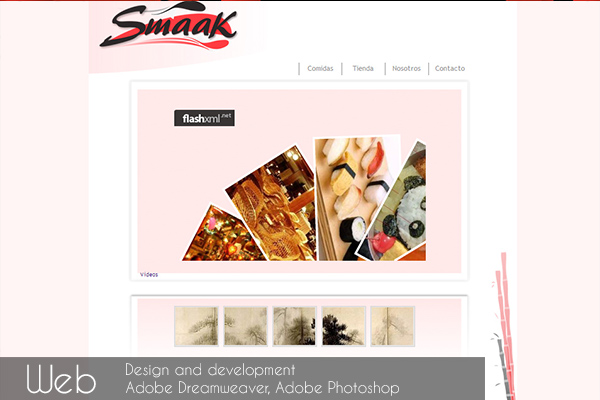 Smaak
Comidas Tienda Nosotros Contacto
flashxml.net
Videos
Web
Design and development
Adobe Dreamweaver, Adobe Photoshop